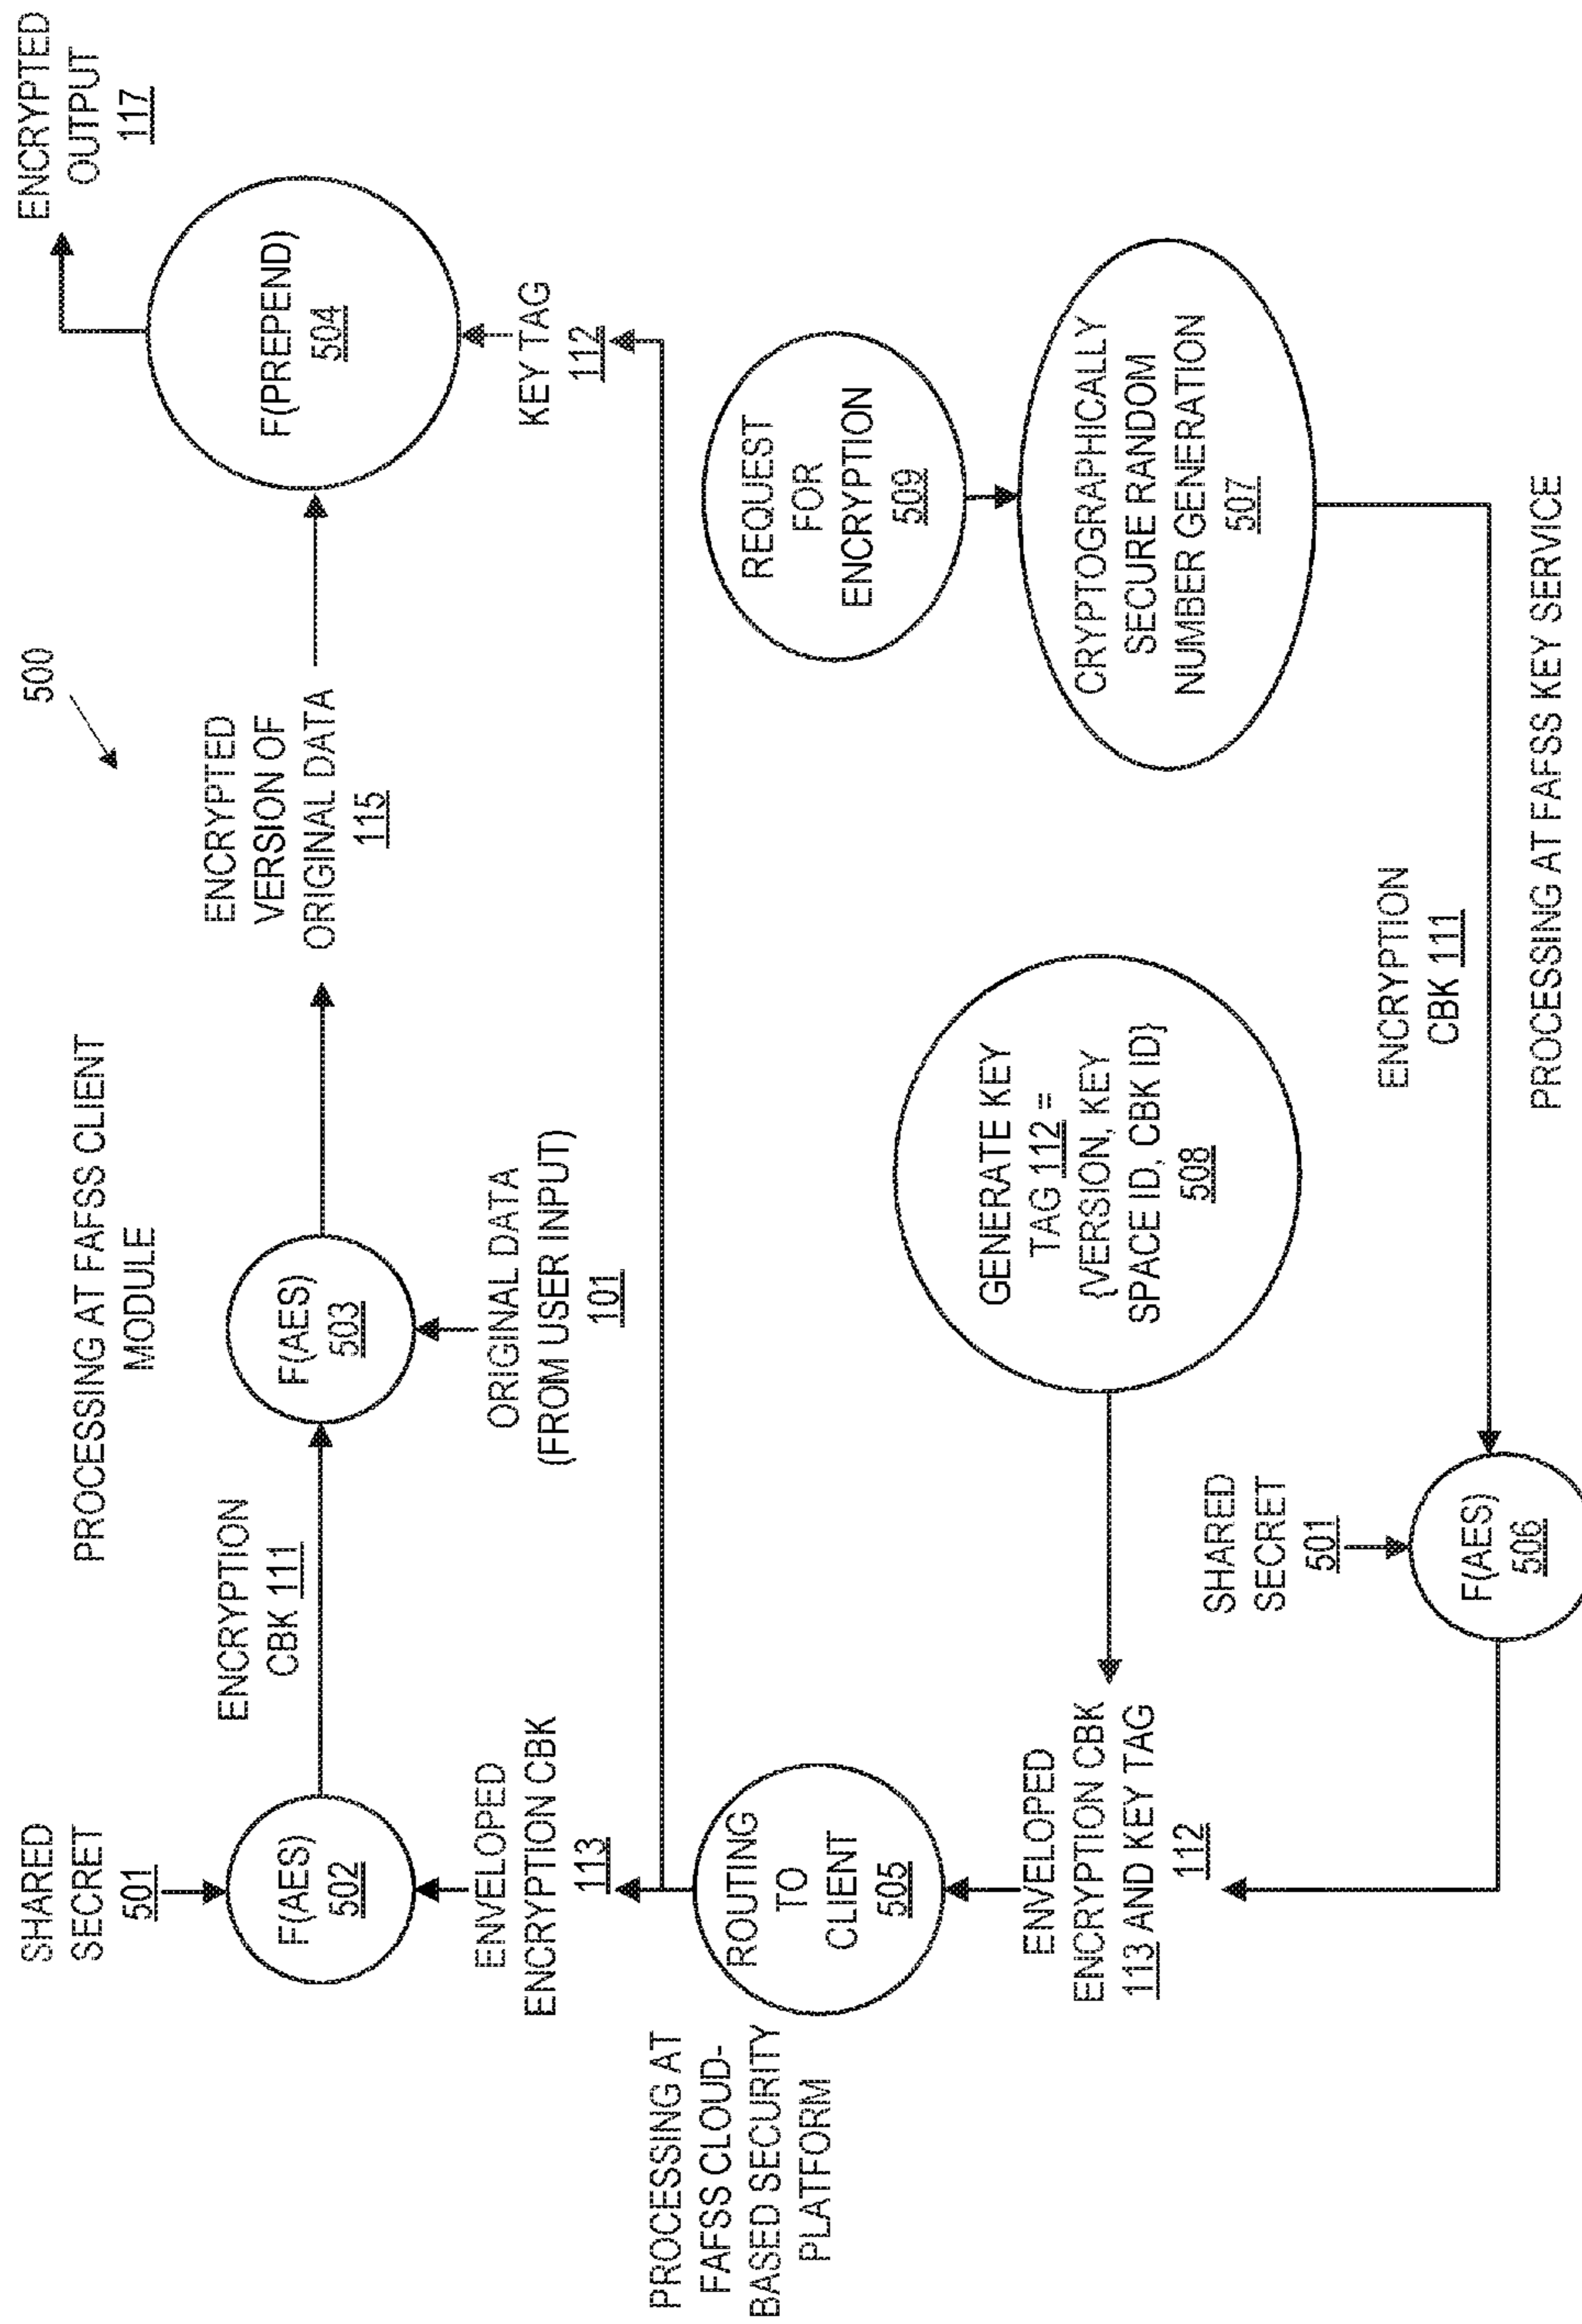 500
PROCESSING AT FAFSS CLIENT
MODULE
SHARED
SECRET
501
F(AES)
502
ENCRYPTION
CBK 111
F(AES)
503
ORIGINAL DATA
(FROM USER INPUT)
101
ENCRYPTED
VERSION OF
ORIGINAL DATA
115
F(PREPEND)
504
ENCRYPTED
OUTPUT
117
KEY TAG
112
ENVELOPED
ENCRYPTION CBK
113
PROCESSING AT
FAFSS CLOUD-
BASED SECURITY
PLATFORM
ROUTING
TO
CLIENT
505
ENVELOPED
ENCRYPTION CBK
113 AND KEY TAG
112
GENERATE KEY
TAG 112 =
{VERSION, KEY
SPACE ID, CBK ID}
508
REQUEST
FOR
ENCRYPTION
509
CRYPTOGRAPHICALLY
SECURE RANDOM
NUMBER GENERATION
507
SHARED
SECRET
501
F(AES)
506
ENCRYPTION
CBK 111
PROCESSING AT FAFSS KEY SERVICE